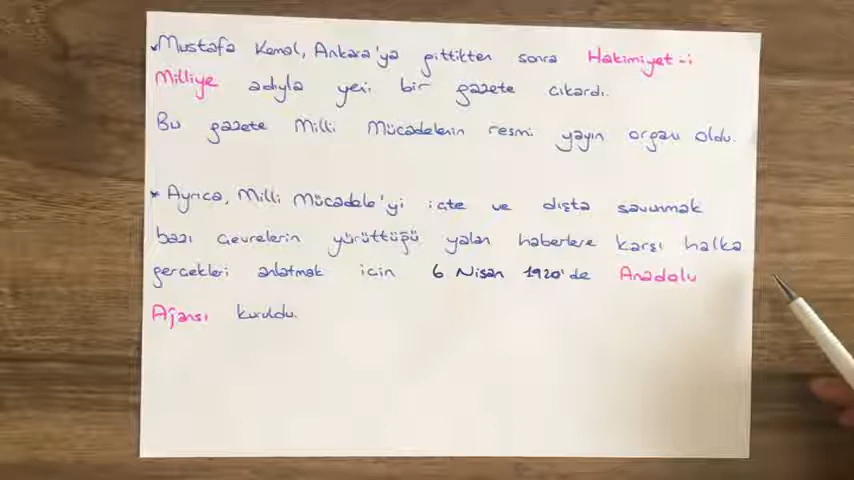 * Mustafa Kemal, Ankara'ya gittikten sonra Hakimiyet-i
Milliye adıyla yeni bir gazete çıkardı.
Bu gazete Milli Mücadelenin resmi yayın organı oldu.
* Ayrıca, Milli Mücadele'yi içte ve dışta savunmak
bazı çevrelerin yürüttüğü yalan haberlere karşı halka
gerçekleri anlatmak için 6 Nisan 1920'de Anadolu
Ajansı kuruldu.